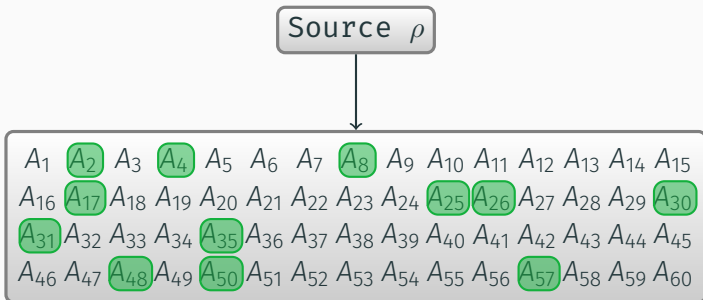 Source ρ
A₁ A₂ A₃ A₄ A₅ A₆ A₇ A₈ A₉ A₁₀ A₁₁ A₁₂ A₁₃ A₁₄ A₁₅
A₁₆ A₁₇ A₁₈ A₁₉ A₂₀ A₂₁ A₂₂ A₂₃ A₂₄ A₂₅ A₂₆ A₂₇ A₂₈ A₂₉ A₃₀
A₃₁ A₃₂ A₃₃ A₃₄ A₃₅ A₃₆ A₃₇ A₃₈ A₃₉ A₄₀ A₄₁ A₄₂ A₄₃ A₄₄ A₄₅
A₄₆ A₄₇ A₄₈ A₄₉ A₅₀ A₅₁ A₅₂ A₅₃ A₅₄ A₅₅ A₅₆ A₅₇ A₅₈ A₅₉ A₆₀